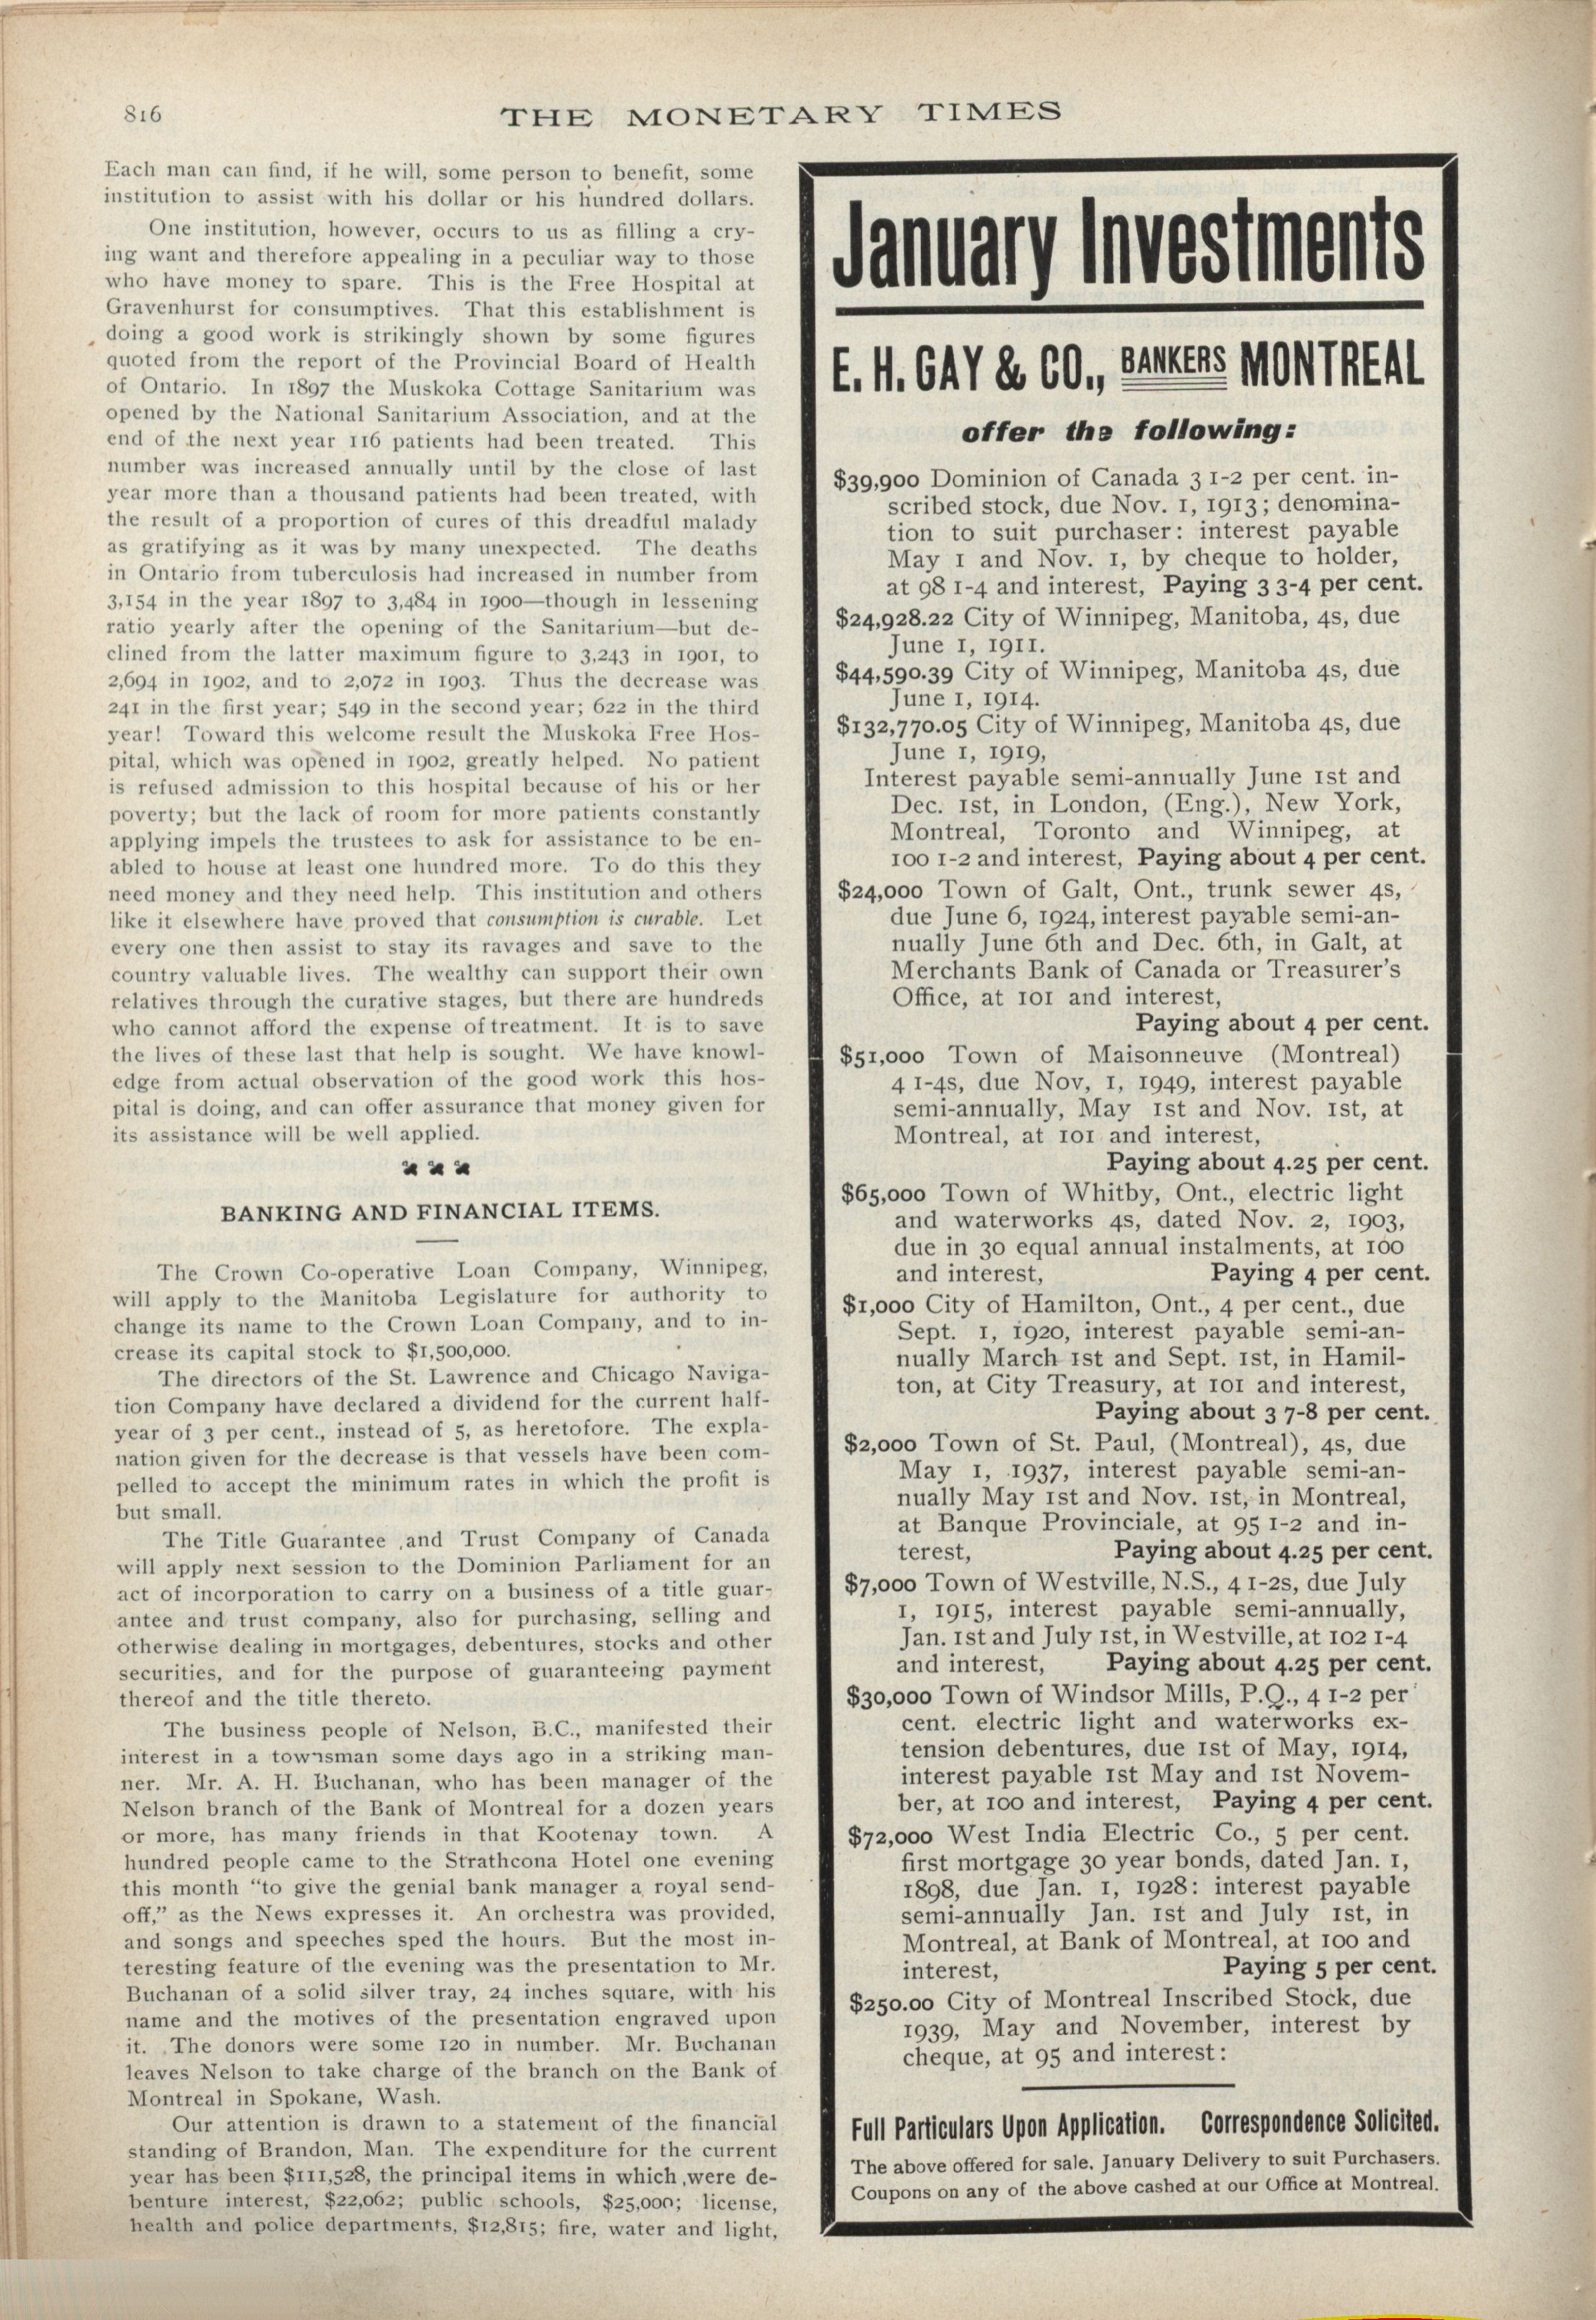 816
THE MONETARY TIMES
Each man can find, if he will, some person to benefit, some
institution to assist with his dollar or his hundred dollars.
One institution, however, occurs to us as filling a cry-
ing want and therefore appealing in a peculiar way to those
who have money to spare. This is the Free Hospital at
Gravenhurst for consumptives. That this establishment is
doing a good work is strikingly shown by some figures
quoted from the report of the Provincial Board of Health
of Ontario. In 1897 the Muskoka Cottage Sanitarium was
opened by the National Sanitarium Association, and at the
end of the next year 116 patients had been treated. This
number was increased annually until by the close of last
year more than a thousand patients had been treated, with
the result of a proportion of cures of this dreadful malady
as gratifying as it was by many unexpected. The deaths
in Ontario from tuberculosis had increased in number from
3,154 in the year 1897 to 3,484 in 1900—though in lessening
ratio yearly after the opening of the Sanitarium—but de-
clined from the latter maximum figure to 3,243 in 1901, to
2,694 in 1902, and to 2,072 in 1903. Thus the decrease was
241 in the first year; 549 in the second year; 622 in the third
year! Toward this welcome result the Muskoka Free Hos-
pital, which was opened in 1902, greatly helped. No patient
is refused admission to this hospital because of his or her
poverty; but the lack of room for more patients constantly
applying impels the trustees to ask for assistance to be en-
abled to house at least one hundred more. To do this they
need money and they need help. This institution and others
like it elsewhere have proved that consumption is curable. Let
every one then assist to stay its ravages and save to the
country valuable lives. The wealthy can support their own
relatives through the curative stages, but there are hundreds
who cannot afford the expense of treatment. It is to save
the lives of these last that help is sought. We have knowl-
edge from actual observation of the good work this hos-
pital is doing, and can offer assurance that money given for
its assistance will be well applied.
BANKING AND FINANCIAL ITEMS.
The Crown Co-operative Loan Company, Winnipeg,
will apply to the Manitoba Legislature for authority to
change its name to the Crown Loan Company, and to in-
crease its capital stock to $1,500,000.
The directors of the St. Lawrence and Chicago Naviga-
tion Company have declared a dividend for the current half-
year of 3 per cent., instead of 5, as heretofore. The expla-
nation given for the decrease is that vessels have been com-
pelled to accept the minimum rates in which the profit is
but small.
The Title Guarantee and Trust Company of Canada
will apply next session to the Dominion Parliament for an
act of incorporation to carry on a business of a title guar-
antee and trust company, also for purchasing, selling and
otherwise dealing in mortgages, debentures, stocks and other
securities, and for the purpose of guaranteeing payment
thereof and the title thereto.
The business people of Nelson, B.C., manifested their
interest in a townsman some days ago in a striking man-
ner. Mr. A. H. Buchanan, who has been manager of the
Nelson branch of the Bank of Montreal for a dozen years
or more, has many friends in that Kootenay town. A
hundred people came to the Strathcona Hotel one evening
this month "to give the genial bank manager a royal send-
off," as the News expresses it. An orchestra was provided,
and songs and speeches sped the hours. But the most in-
teresting feature of the evening was the presentation to Mr.
Buchanan of a solid silver tray, 24 inches square, with his
name and the motives of the presentation engraved upon
it. The donors were some 120 in number. Mr. Buchanan
leaves Nelson to take charge of the branch on the Bank of
Montreal in Spokane, Wash.
Our attention is drawn to a statement of the financial
standing of Brandon, Man. The expenditure for the current
year has been $111,528, the principal items in which were de-
benture interest, $22,062; public schools, $25,000; license,
health and police departments, $12,815; fire, water and light,
January Investments
E. H. GAY & CO., BANKERS MONTREAL
offer the following:
$39,900 Dominion of Canada 3 1-2 per cent. in-
scribed stock, due Nov. 1, 1913; denomina-
tion to suit purchaser: interest payable
May 1 and Nov. 1, by cheque to holder,
at 98 1-4 and interest, Paying 3 3-4 per cent.
$24,928.22 City of Winnipeg, Manitoba, 4s, due
June 1, 1911.
$44,590.39 City of Winnipeg, Manitoba 4s, due
June 1, 1914.
$132,770.05 City of Winnipeg, Manitoba 4s, due
June 1, 1919,
Interest payable semi-annually June 1st and
Dec. 1st, in London, (Eng.), New York,
Montreal, Toronto and Winnipeg, at
100 1-2 and interest, Paying about 4 per cent.
$24,000 Town of Galt, Ont., trunk sewer 4s,
due June 6, 1924, interest payable semi-an-
nually June 6th and Dec. 6th, in Galt, at
Merchants Bank of Canada or Treasurer's
Office, at 101 and interest,
Paying about 4 per cent.
$51,000 Town of Maisonneuve (Montreal)
4 1-4s, due Nov, 1, 1949, interest payable
semi-annually, May 1st and Nov. 1st, at
Montreal, at 101 and interest,
Paying about 4.25 per cent.
$65,000 Town of Whitby, Ont., electric light
and waterworks 4s, dated Nov. 2, 1903,
due in 30 equal annual instalments, at 100
and interest, Paying 4 per cent.
$1,000 City of Hamilton, Ont., 4 per cent., due
Sept. 1, 1920, interest payable semi-an-
nually March 1st and Sept. 1st, in Hamil-
ton, at City Treasury, at 101 and interest,
Paying about 3 7-8 per cent.
$2,000 Town of St. Paul, (Montreal), 4s, due
May 1, 1937, interest payable semi-an-
nually May 1st and Nov. 1st, in Montreal,
at Banque Provinciale, at 95 1-2 and in-
terest, Paying about 4.25 per cent.
$7,000 Town of Westville, N.S., 4 1-2s, due July
1, 1915, interest payable semi-annually,
Jan. 1st and July 1st, in Westville, at 102 1-4
and interest, Paying about 4.25 per cent.
$30,000 Town of Windsor Mills, P.Q., 4 1-2 per
cent. electric light and waterworks ex-
tension debentures, due 1st of May, 1914,
interest payable 1st May and 1st Novem-
ber, at 100 and interest, Paying 4 per cent.
$72,000 West India Electric Co., 5 per cent.
first mortgage 30 year bonds, dated Jan. 1,
1898, due Jan. 1, 1928: interest payable
semi-annually Jan. 1st and July 1st, in
Montreal, at Bank of Montreal, at 100 and
interest, Paying 5 per cent.
$250.00 City of Montreal Inscribed Stock, due
1939, May and November, interest by
cheque, at 95 and interest:
Full Particulars Upon Application. Correspondence Solicited.
The above offered for sale. January Delivery to suit Purchasers.
Coupons on any of the above cashed at our Office at Montreal.